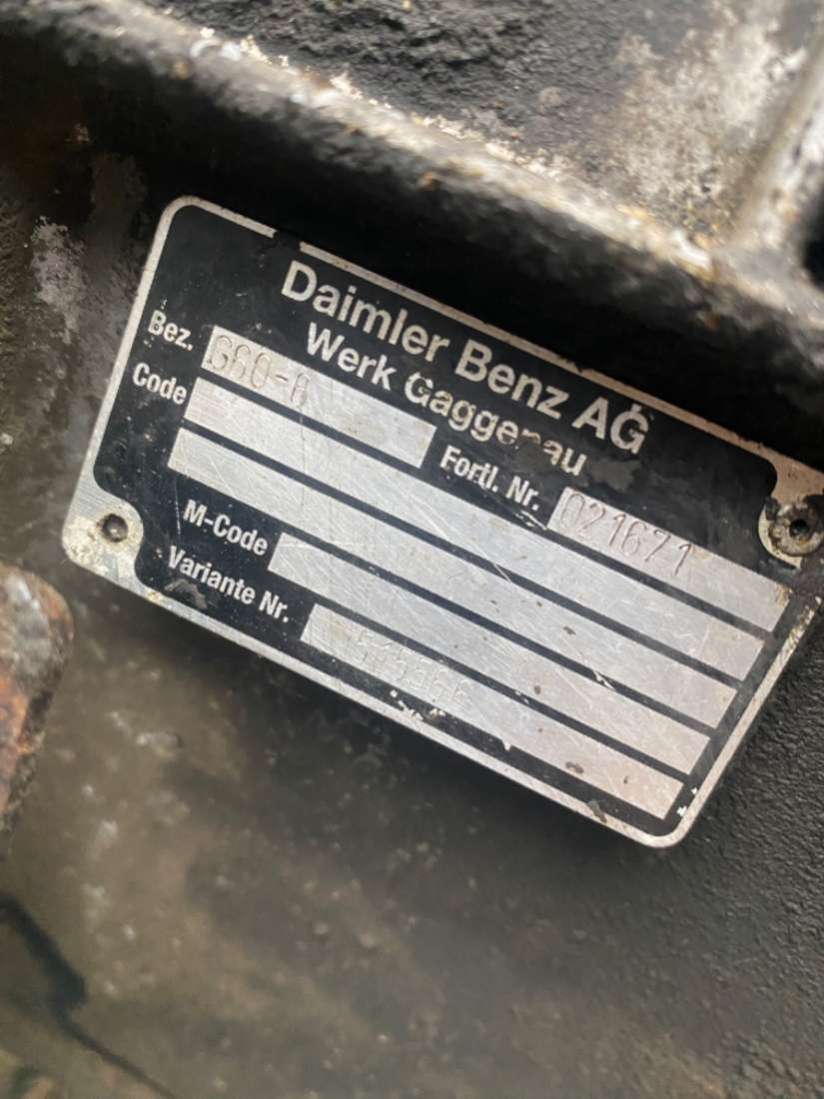 Daimler Benz AG
Werk Gaggenau
Bez. G60-6
Code
Fortl. Nr. 021671
M-Code
Variante Nr.